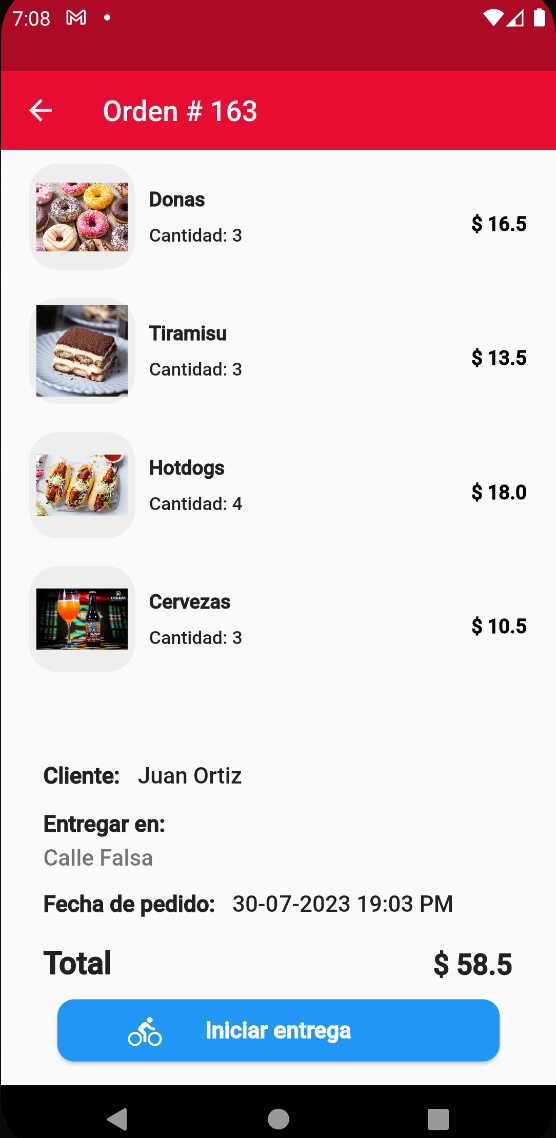 7:08
Orden # 163
Donas
Cantidad: 3
$ 16.5
Tiramisu
Cantidad: 3
$ 13.5
Hotdogs
Cantidad: 4
$ 18.0
Cervezas
Cantidad: 3
$ 10.5
Cliente: Juan Ortiz
Entregar en:
Calle Falsa
Fecha de pedido: 30-07-2023 19:03 PM
Total $ 58.5
Iniciar entrega